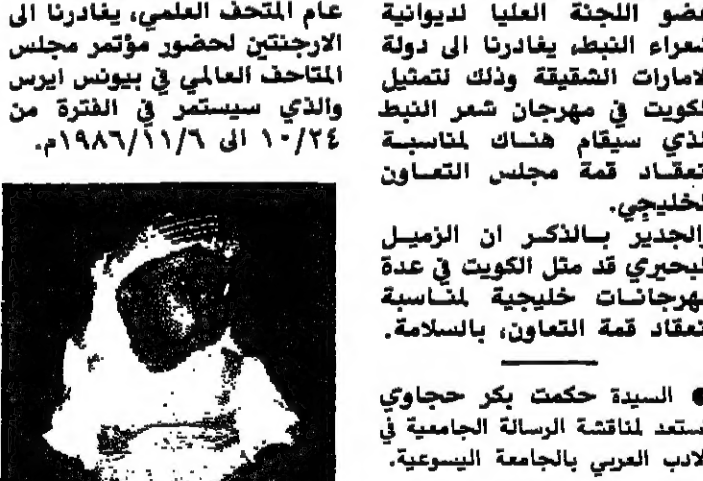 عضو اللجنة العليا لديوانية
شعراء النبط، يغادرنا الى دولة
الامارات الشقيقة وذلك لتمثيل
الكويت في مهرجان شعر النبط
الذي سيقام هناك لمناسبة
انعقاد قمة مجلس التعاون
الخليجي.
والجدير بالذكر ان الزميل
البحيري قد مثل الكويت في عدة
مهرجانات خليجية لمناسبة
انعقاد قمة التعاون، بالسلامة.
● السيدة حكمت بكر حجاوي
تستعد لمناقشة الرسالة الجامعية في
الادب العربي بالجامعة اليسوعية.
عام المتحف العلمي، يغادرنا الى
الارجنتين لحضور مؤتمر مجلس
المتاحف العالمي في بيونس ايرس
والذي سيستمر في الفترة من
١٠/٢٤ الى ١٩٨٦/١١/٦م.